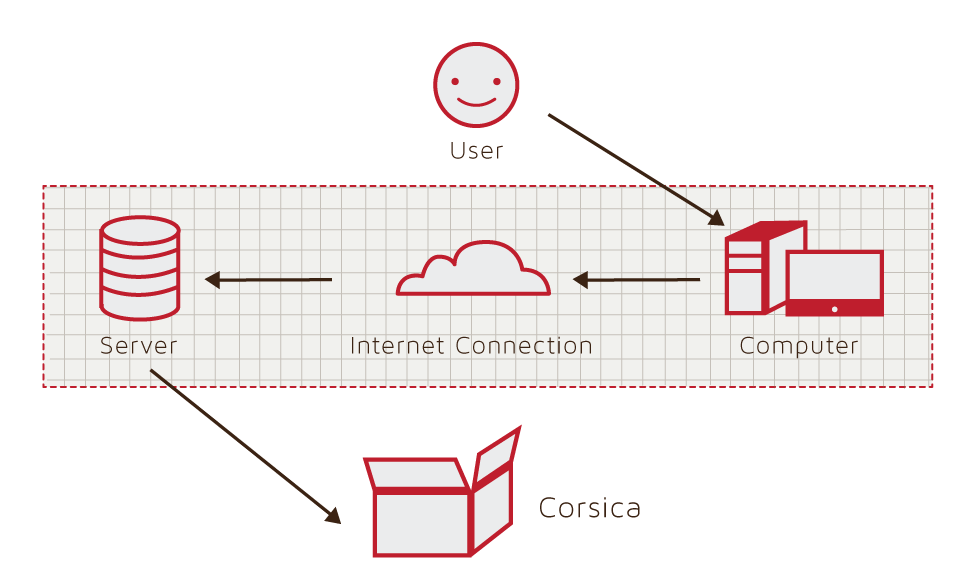 User
Server
Internet Connection
Computer
Corsica